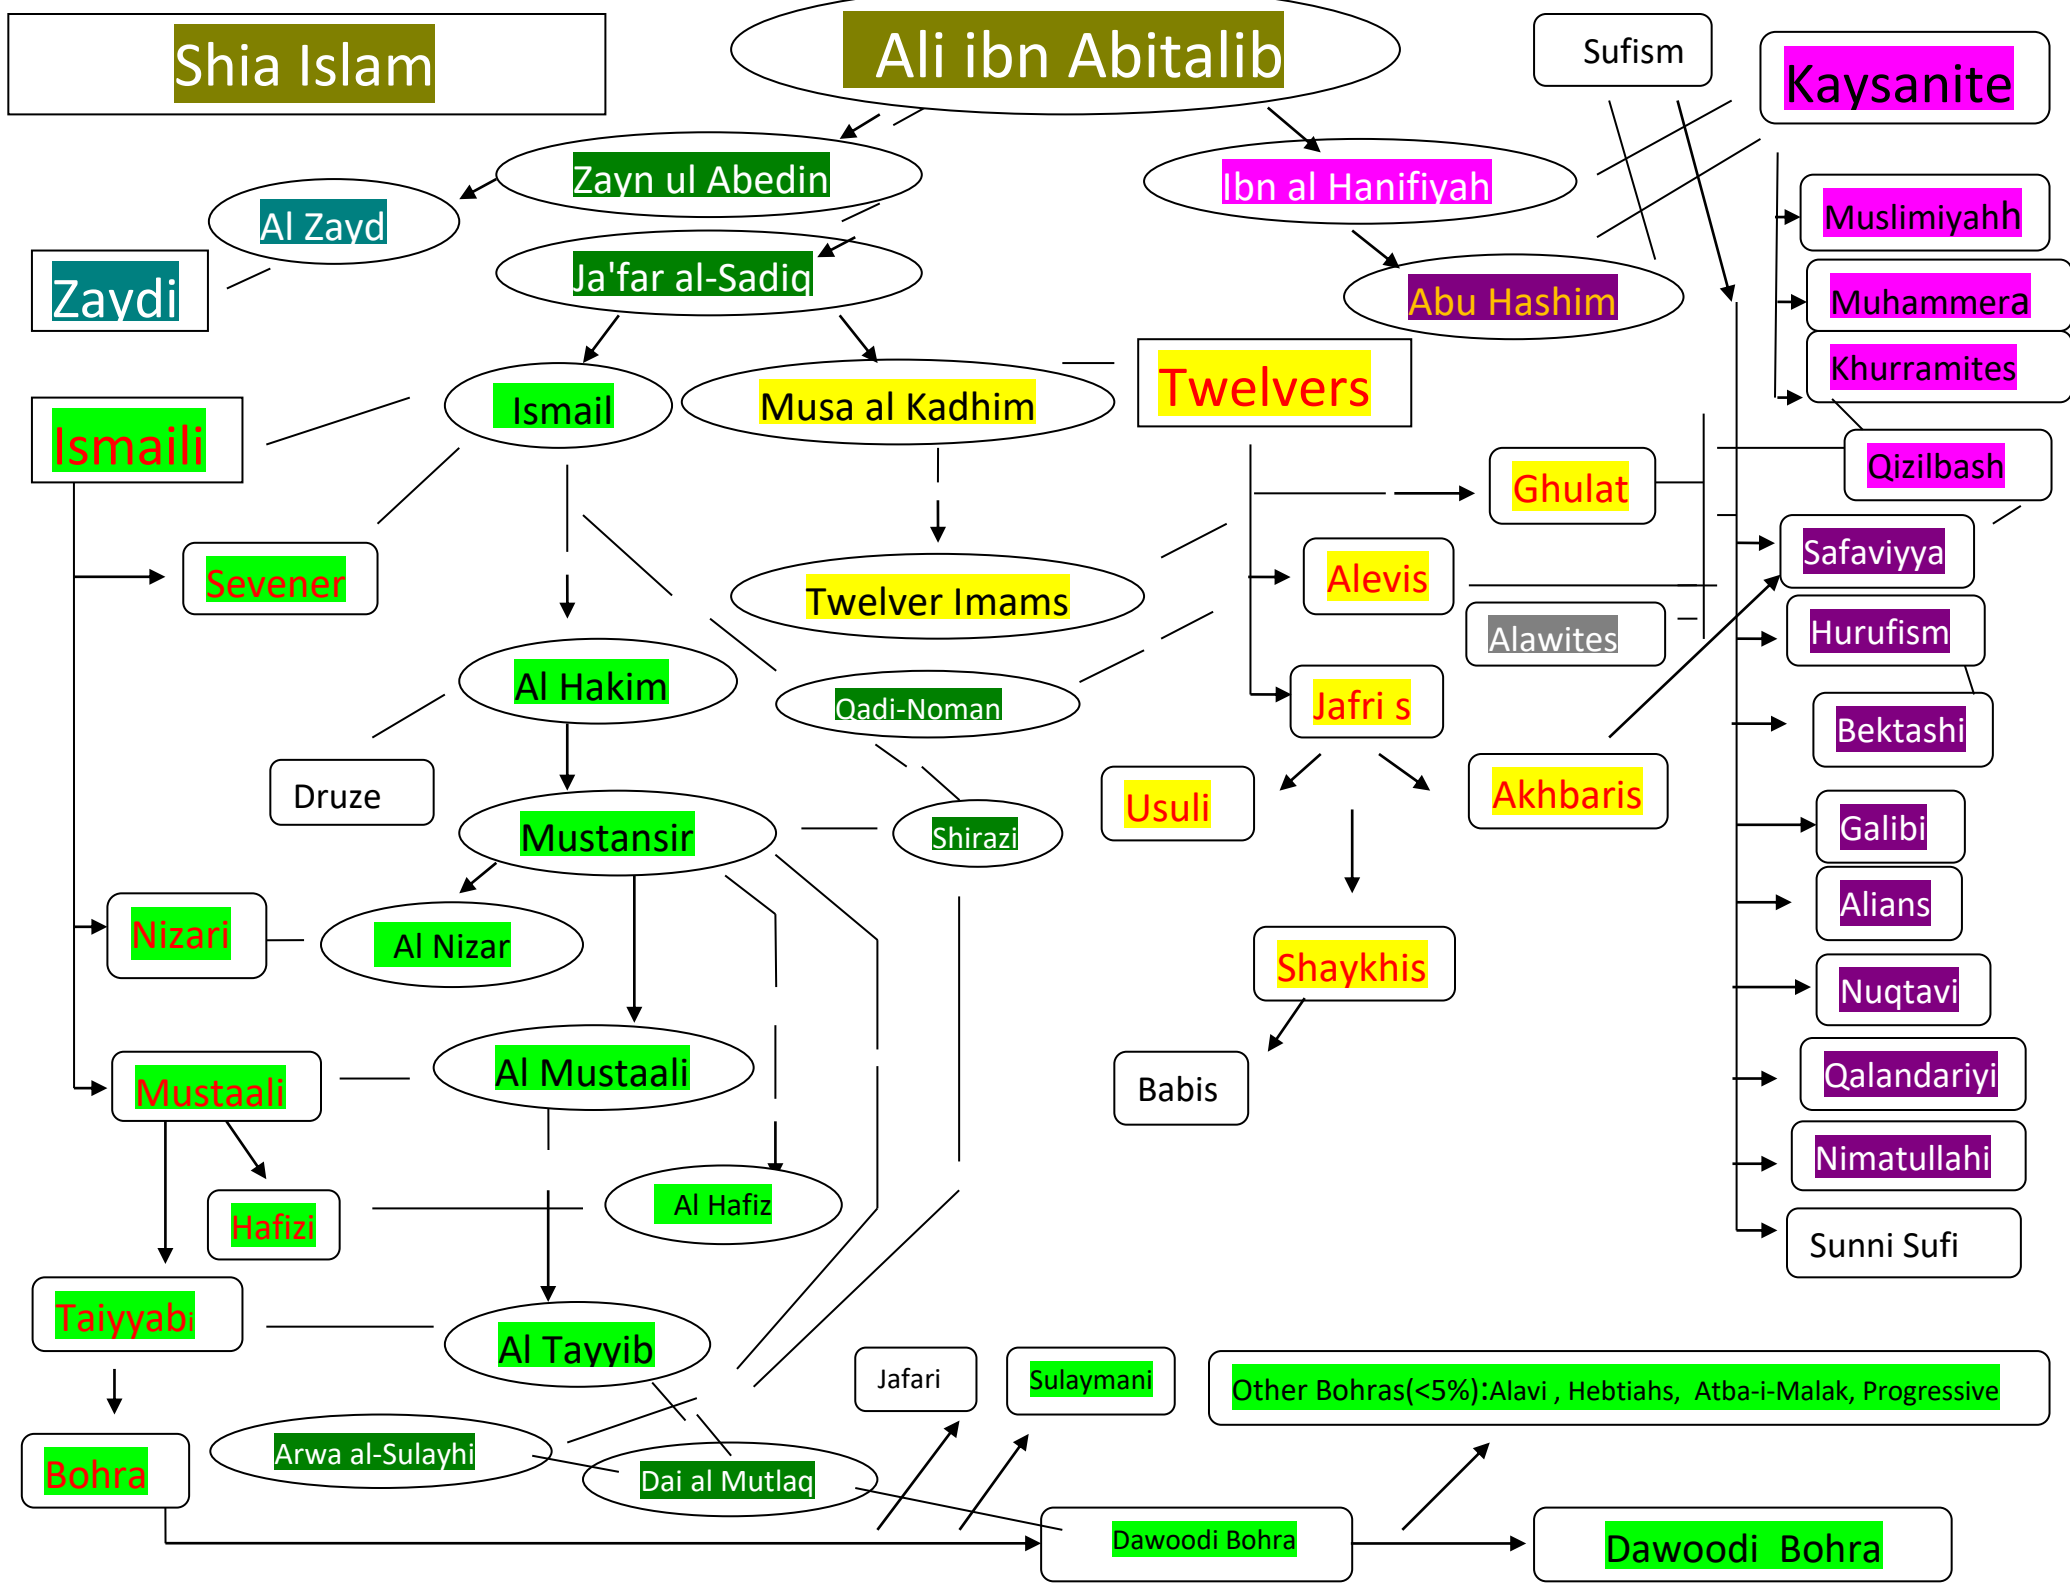 Shia Islam
Ali ibn Abitalib
Sufism
Kaysanite
Zayn ul Abedin
Ibn al Hanifiyah
Al Zayd
Muslimiyahh
Zaydi
Ja'far al-Sadiq
Abu Hashim
Muhammera
Khurramites
Ismail
Musa al Kadhim
Twelvers
Ismaili
Qizilbash
Ghulat
Sevener
Twelver Imams
Alevis
Safaviyya
Alawites
Hurufism
Al Hakim
Qadi-Noman
Jafri s
Bektashi
Druze
Usuli
Akhbaris
Mustansir
Shirazi
Galibi
Nizari
Al Nizar
Shaykhis
Alians
Nuqtavi
Mustaali
Al Mustaali
Babis
Qalandariyi
Nimatullahi
Hafizi
Al Hafiz
Sunni Sufi
Taiyyabi
Al Tayyib
Jafari
Sulaymani
Other Bohras(<5%):Alavi , Hebtiahs, Atba-i-Malak, Progressive
Bohra
Arwa al-Sulayhi
Dai al Mutlaq
Dawoodi Bohra
Dawoodi Bohra